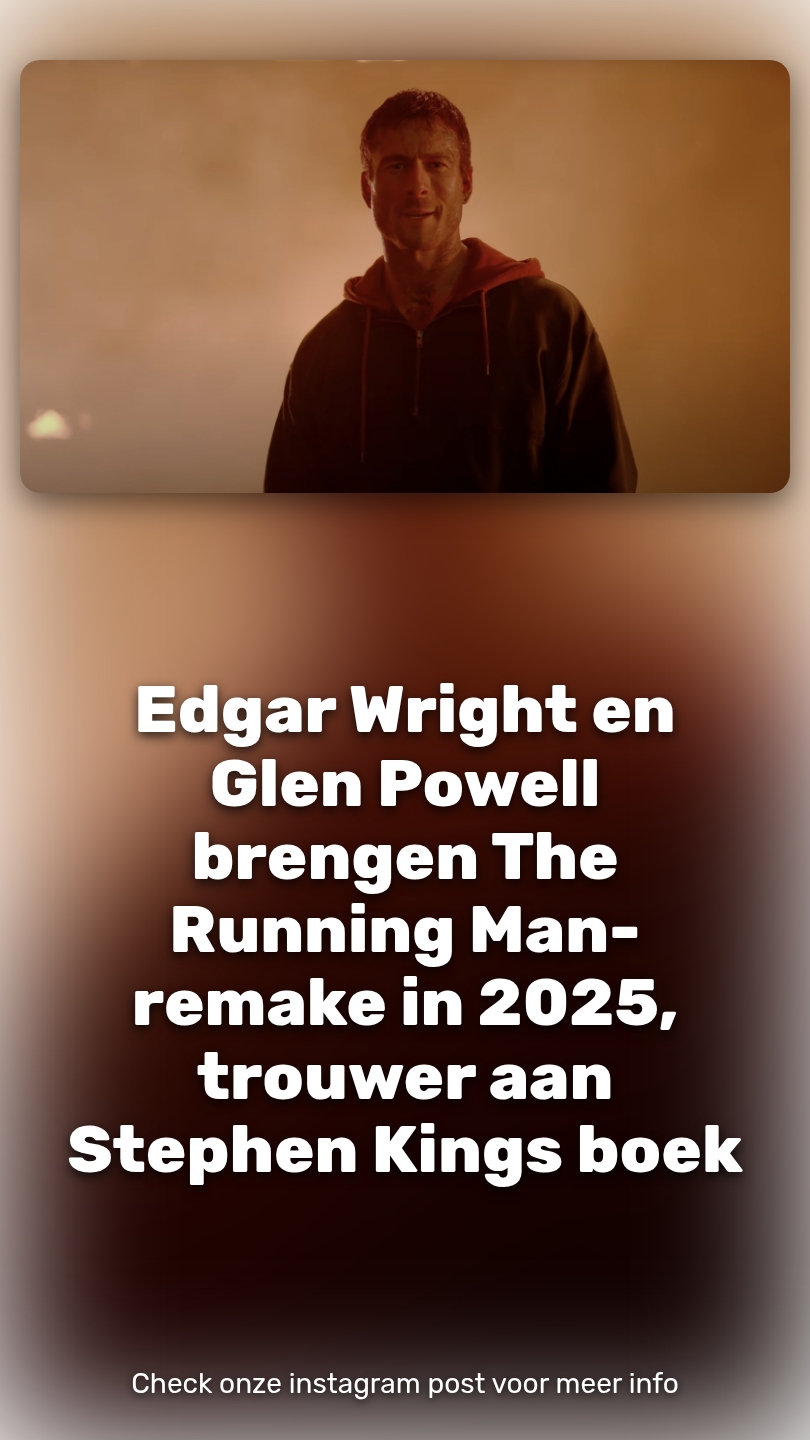 Edgar Wright en
Glen Powell
brengen The
Running Man-
remake in 2025,
trouwer aan
Stephen Kings boek
Check onze instagram post voor meer info